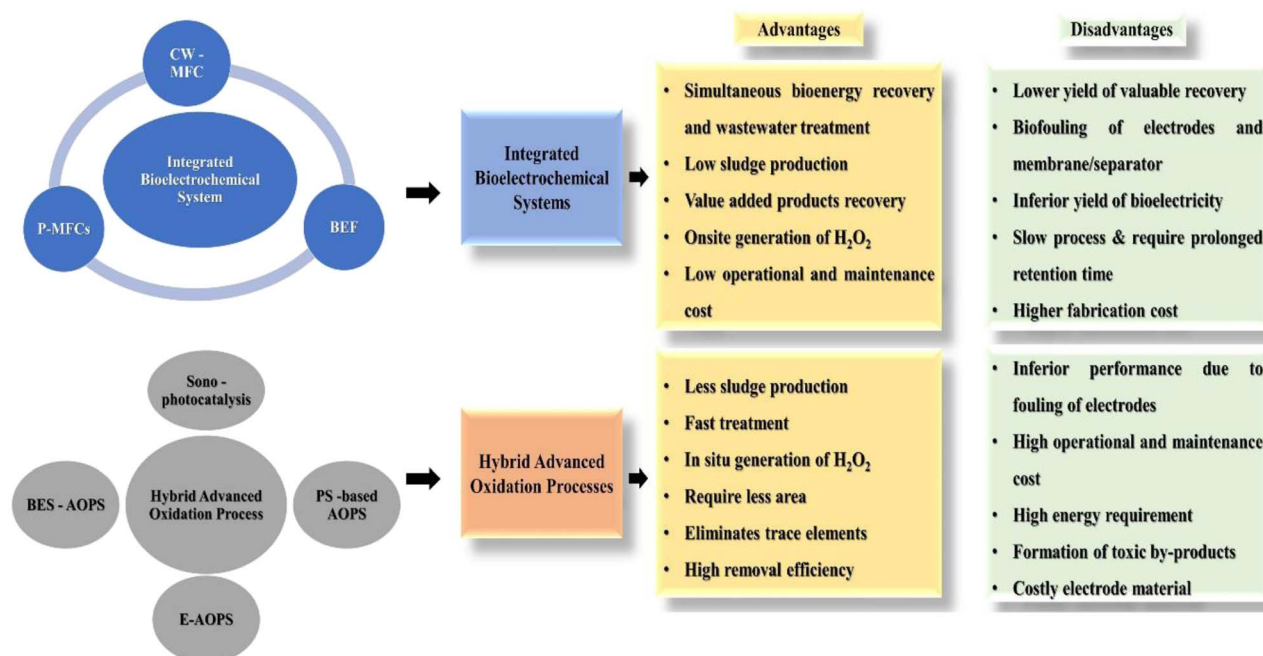 CW -
MFC
Integrated
Bioelectrochemical
System
P-MFCs
BEF
Integrated
Bioelectrochemical
Systems
Advantages
• Simultaneous bioenergy recovery
and wastewater treatment
• Low sludge production
• Value added products recovery
• Onsite generation of H₂O₂
• Low operational and maintenance
cost
Disadvantages
• Lower yield of valuable recovery
• Biofouling of electrodes and
membrane/separator
• Inferior yield of bioelectricity
• Slow process & require prolonged
retention time
• Higher fabrication cost
Sono -
photocatalysis
BES - AOPS
Hybrid Advanced
Oxidation Process
PS -based
AOPS
E-AOPS
Hybrid Advanced
Oxidation Processes
• Less sludge production
• Fast treatment
• In situ generation of H₂O₂
• Require less area
• Eliminates trace elements
• High removal efficiency
• Inferior performance due to
fouling of electrodes
• High operational and maintenance
cost
• High energy requirement
• Formation of toxic by-products
• Costly electrode material